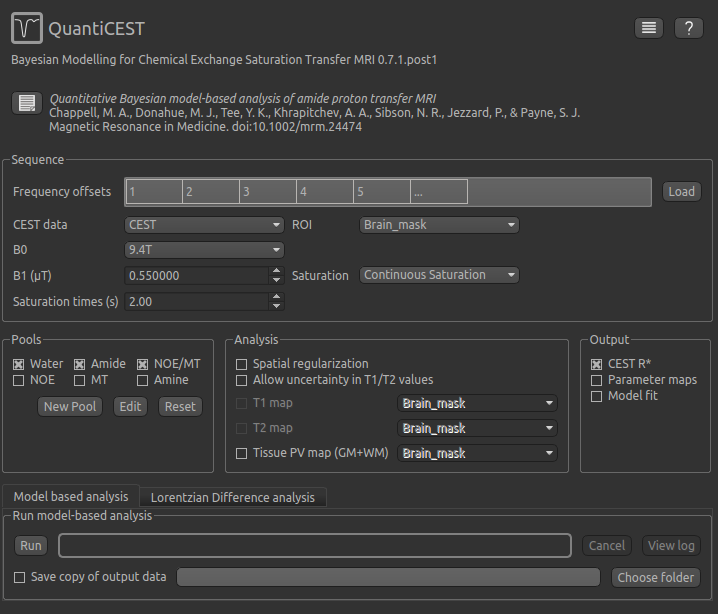 QuantiCEST
?
Bayesian Modelling for Chemical Exchange Saturation Transfer MRI 0.7.1.post1
Quantitative Bayesian model-based analysis of amide proton transfer MRI
Chappell, M. A., Donahue, M. J., Tee, Y. K., Khrapitchev, A. A., Sibson, N. R., Jezzard, P., & Payne, S. J.
Magnetic Resonance in Medicine. doi:10.1002/mrm.24474
Sequence
Frequency offsets 1 2 3 4 5 ... Load
CEST data CEST ROI Brain_mask
B0 9.4T
B1 (μT) 0.550000 Saturation Continuous Saturation
Saturation times (s) 2.00
Pools
Water Amide NOE/MT
NOE MT Amine
New Pool Edit Reset
Analysis
Spatial regularization
Allow uncertainty in T1/T2 values
T1 map Brain_mask
T2 map Brain_mask
Tissue PV map (GM+WM) Brain_mask
Output
CEST R*
Parameter maps
Model fit
Model based analysis Lorentzian Difference analysis
Run model-based analysis
Run Cancel View log
Save copy of output data Choose folder